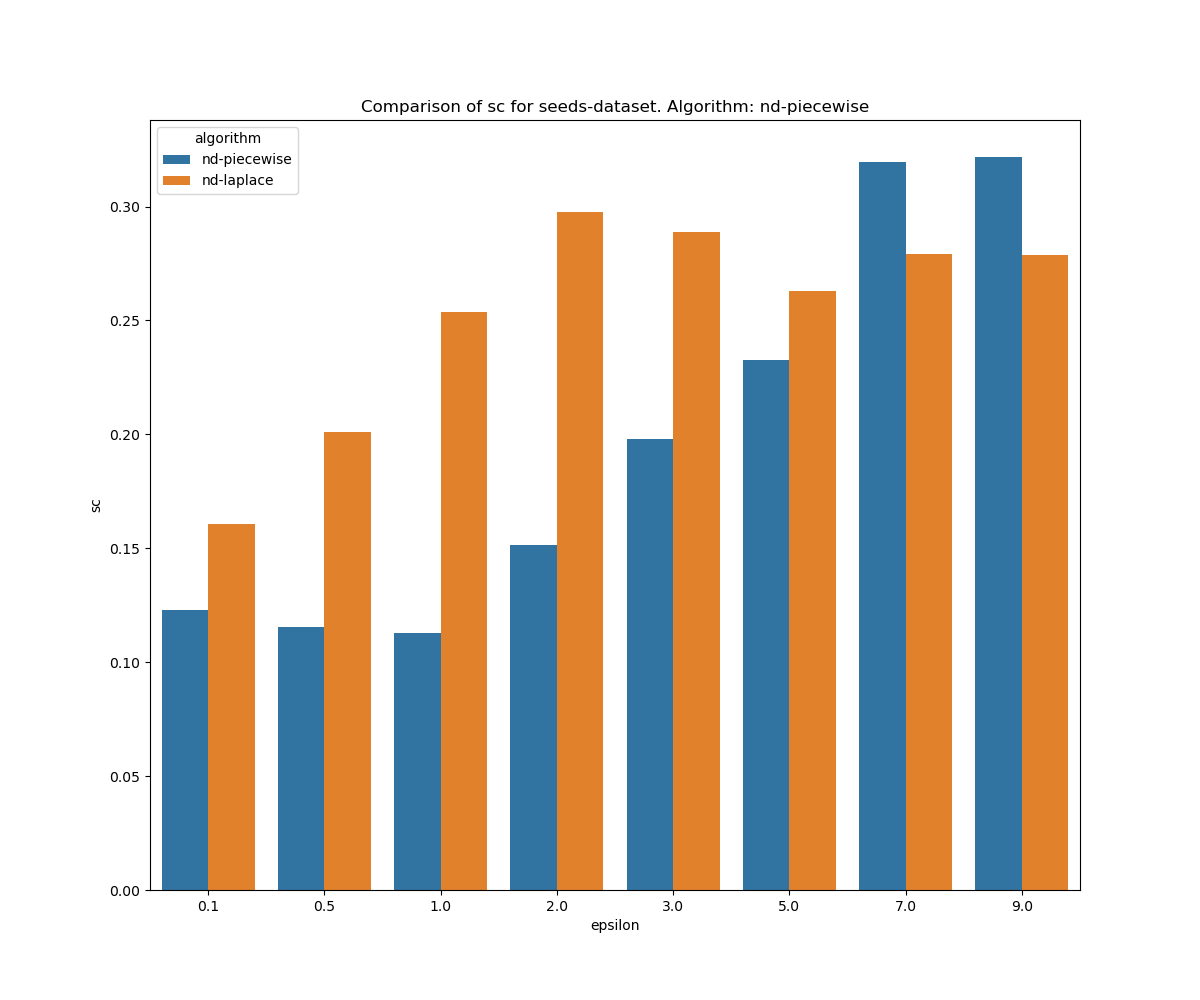 Comparison of sc for seeds-dataset. Algorithm: nd-piecewise
algorithm
nd-piecewise
nd-laplace
0.30
0.25
0.20
0.15
0.10
0.05
0.00
sc
0.1 0.5 1.0 2.0 3.0 5.0 7.0 9.0
epsilon